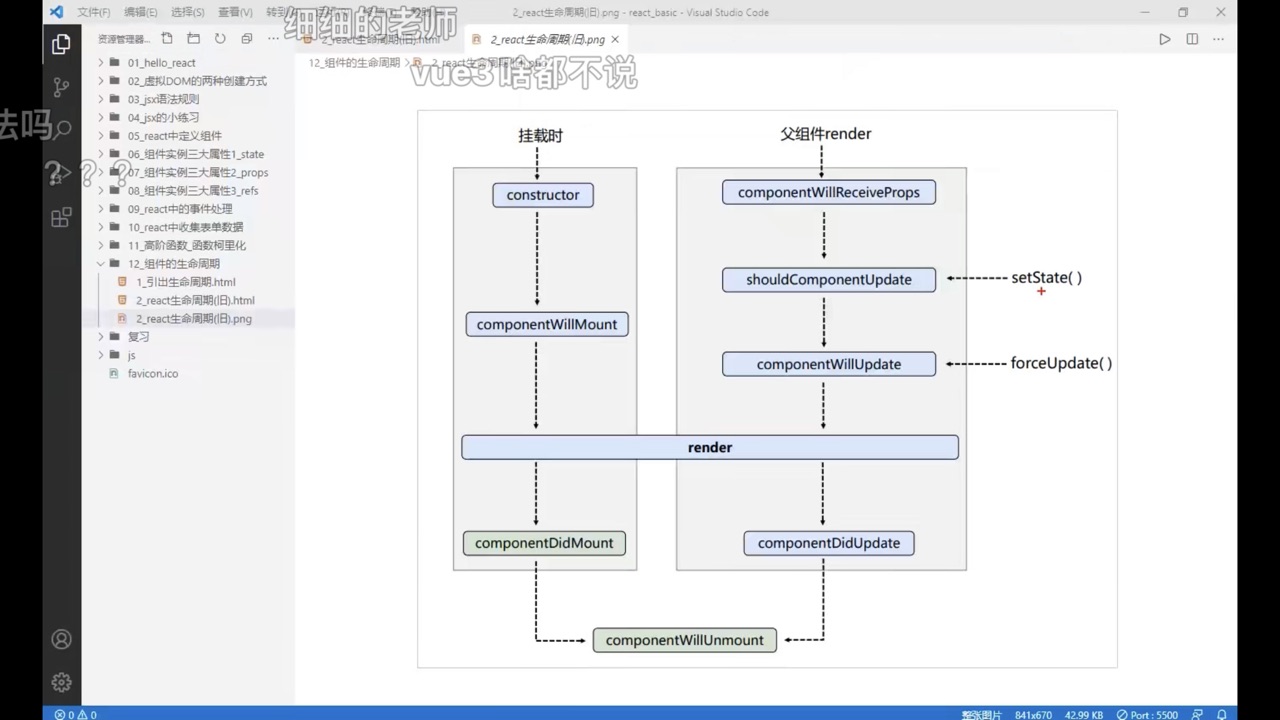 文件(F) 编辑(E) 选择(S) 查看(V) 转到
2_react生命周期(旧).png - react_basic - Visual Studio Code
细细的老师
资源管理器...
2_react生命周期(旧).html
2_react生命周期(旧).png
12_组件的生命周期
vue3啥都不说
法吗
? ? ?
01_hello_react
02_虚拟DOM的两种创建方式
03_jsx语法规则
04_jsx的小练习
05_react中定义组件
06_组件实例三大属性1_state
07_组件实例三大属性2_props
08_组件实例三大属性3_refs
09_react中的事件处理
10_react中收集表单数据
11_高阶函数_函数柯里化
12_组件的生命周期
1_引出生命周期.html
2_react生命周期(旧).html
2_react生命周期(旧).png
复习
js
favicon.ico
挂载时
父组件render
constructor
componentWillReceiveProps
shouldComponentUpdate
setState( )
componentWillMount
componentWillUpdate
forceUpdate( )
render
componentDidMount
componentDidUpdate
componentWillUnmount
0 0
整张图片 841x670 42.99 KB Port : 5500